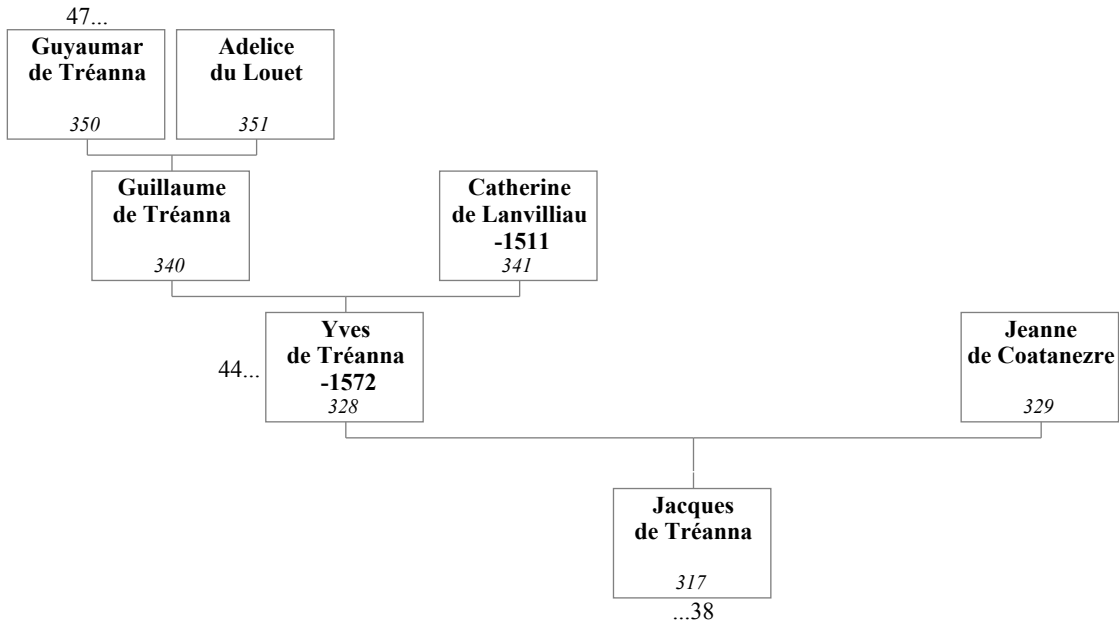 47...
Guyaumar
de Tréanna
350
Adelice
du Louet
351
Guillaume
de Tréanna
340
Catherine
de Lanvilliau
-1511
341
44...
Yves
de Tréanna
-1572
328
Jeanne
de Coatanezre
329
Jacques
de Tréanna
317
...38